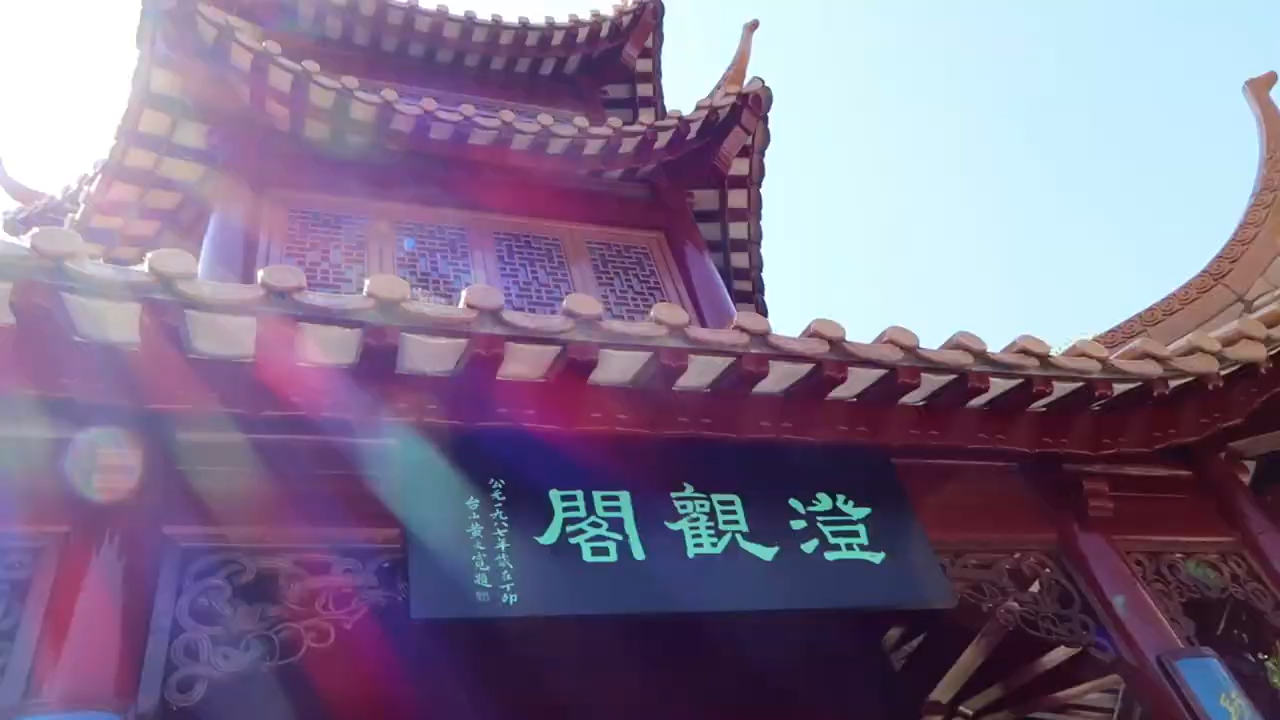 澄觀閣
公元一九八七年歲在丁卯
台山黄文寬題